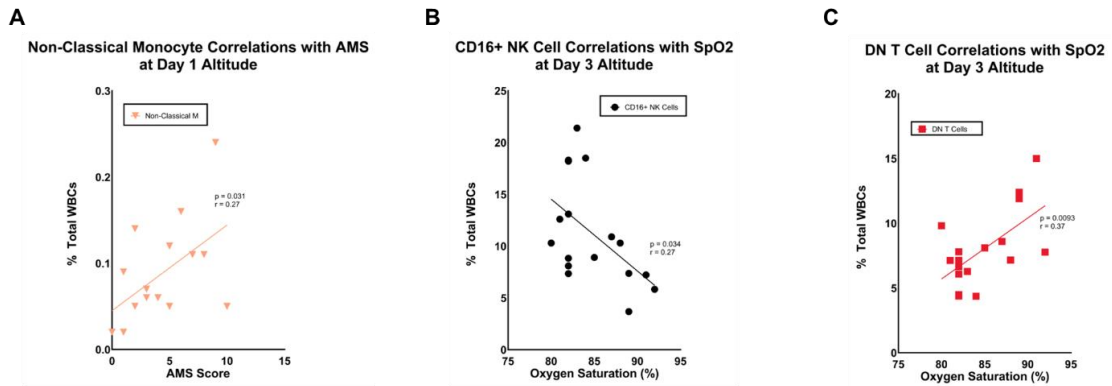 A
Non-Classical Monocyte Correlations with AMS
at Day 1 Altitude
0.3
0.2
0.1
0.0
% Total WBCs
Non-Classical M
p = 0.031
r = 0.27
0
5
10
15
AMS Score
B
CD16+ NK Cell Correlations with SpO2
at Day 3 Altitude
25
20
15
10
5
0
% Total WBCs
CD16+ NK Cells
p = 0.034
r = 0.27
75
80
85
90
95
Oxygen Saturation (%)
C
DN T Cell Correlations with SpO2
at Day 3 Altitude
20
15
10
5
0
% Total WBCs
DN T Cells
p = 0.0093
r = 0.37
75
80
85
90
95
Oxygen Saturation (%)